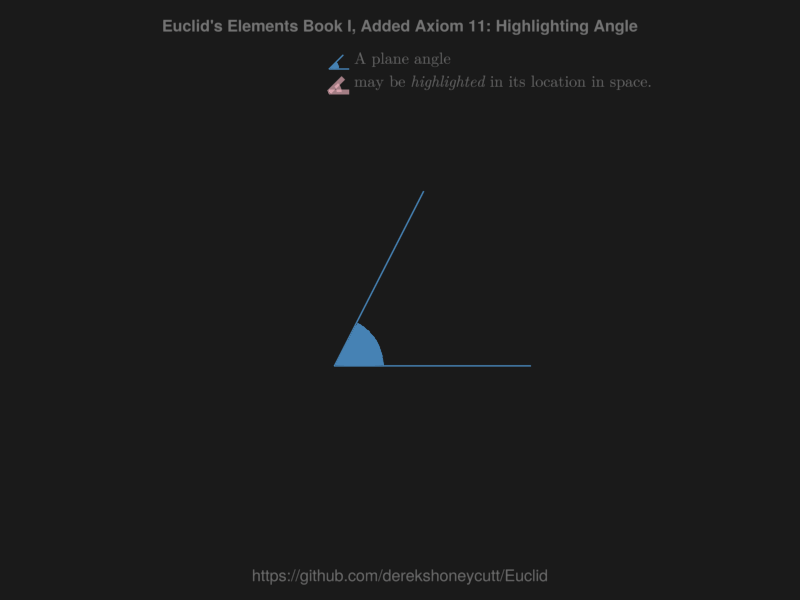 Euclid's Elements Book I, Added Axiom 11: Highlighting Angle
A plane angle
may be highlighted in its location in space.
https://github.com/derekshoneycutt/Euclid